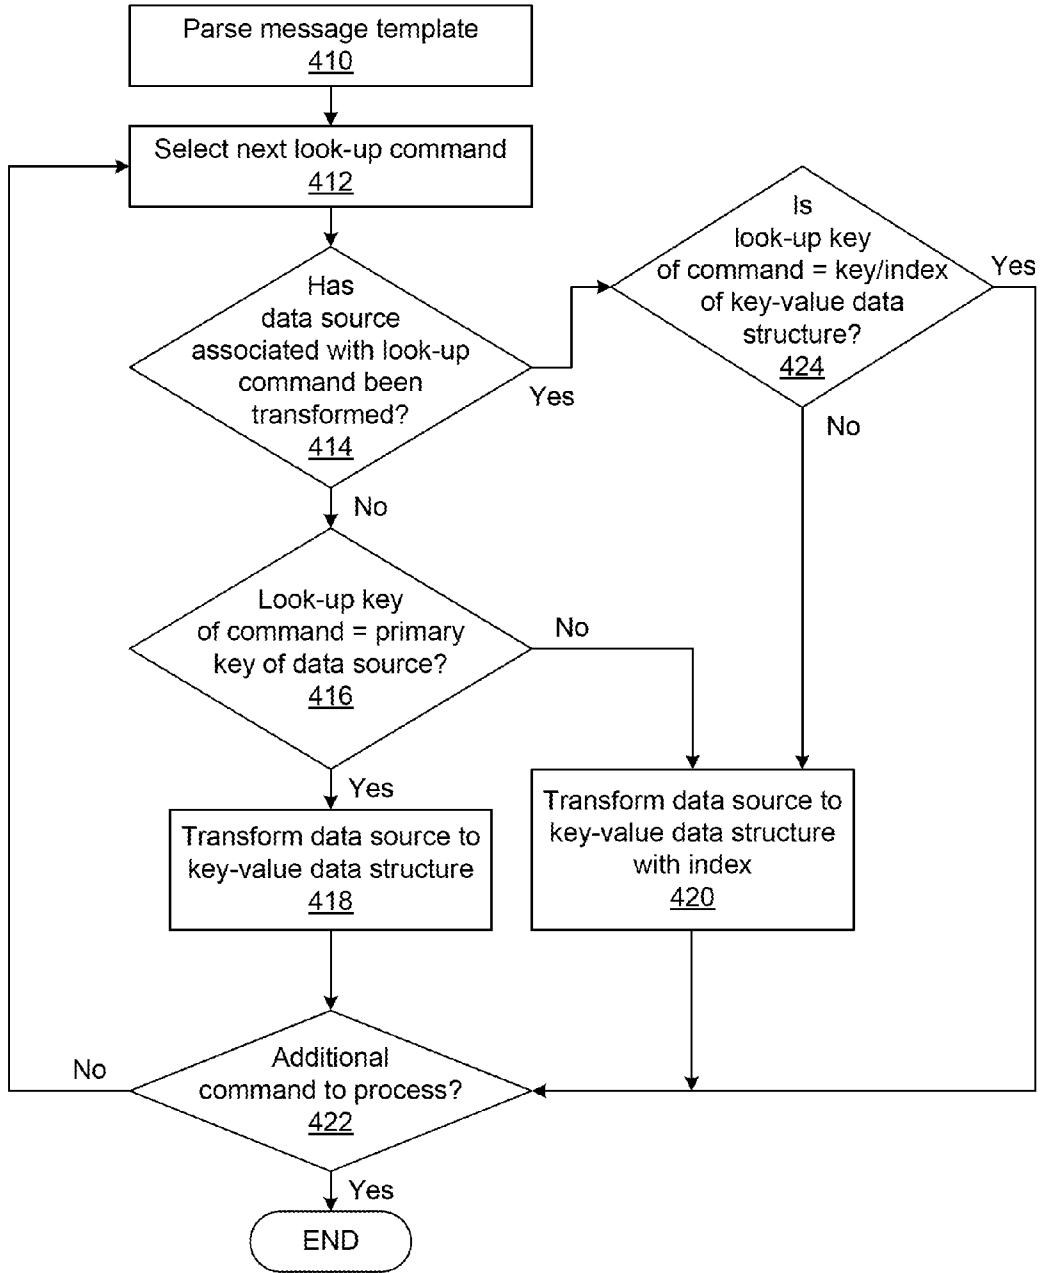 Parse message template
410
Select next look-up command
412
Has
data source
associated with look-up
command been
transformed?
414
Yes
No
Is
look-up key
of command = key/index
of key-value data
structure?
424
Yes
No
Look-up key
of command = primary
key of data source?
416
No
Yes
Transform data source to
key-value data structure
418
Transform data source to
key-value data structure
with index
420
Additional
command to process?
422
No
Yes
END